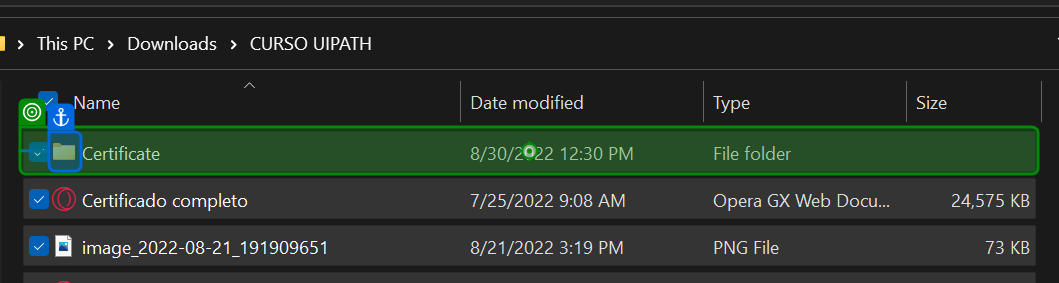 This PC > Downloads > CURSO UIPATH
Name Date modified Type Size
Certificate 8/30/2022 12:30 PM File folder
Certificado completo 7/25/2022 9:08 AM Opera GX Web Docu... 24,575 KB
image_2022-08-21_191909651 8/21/2022 3:19 PM PNG File 73 KB